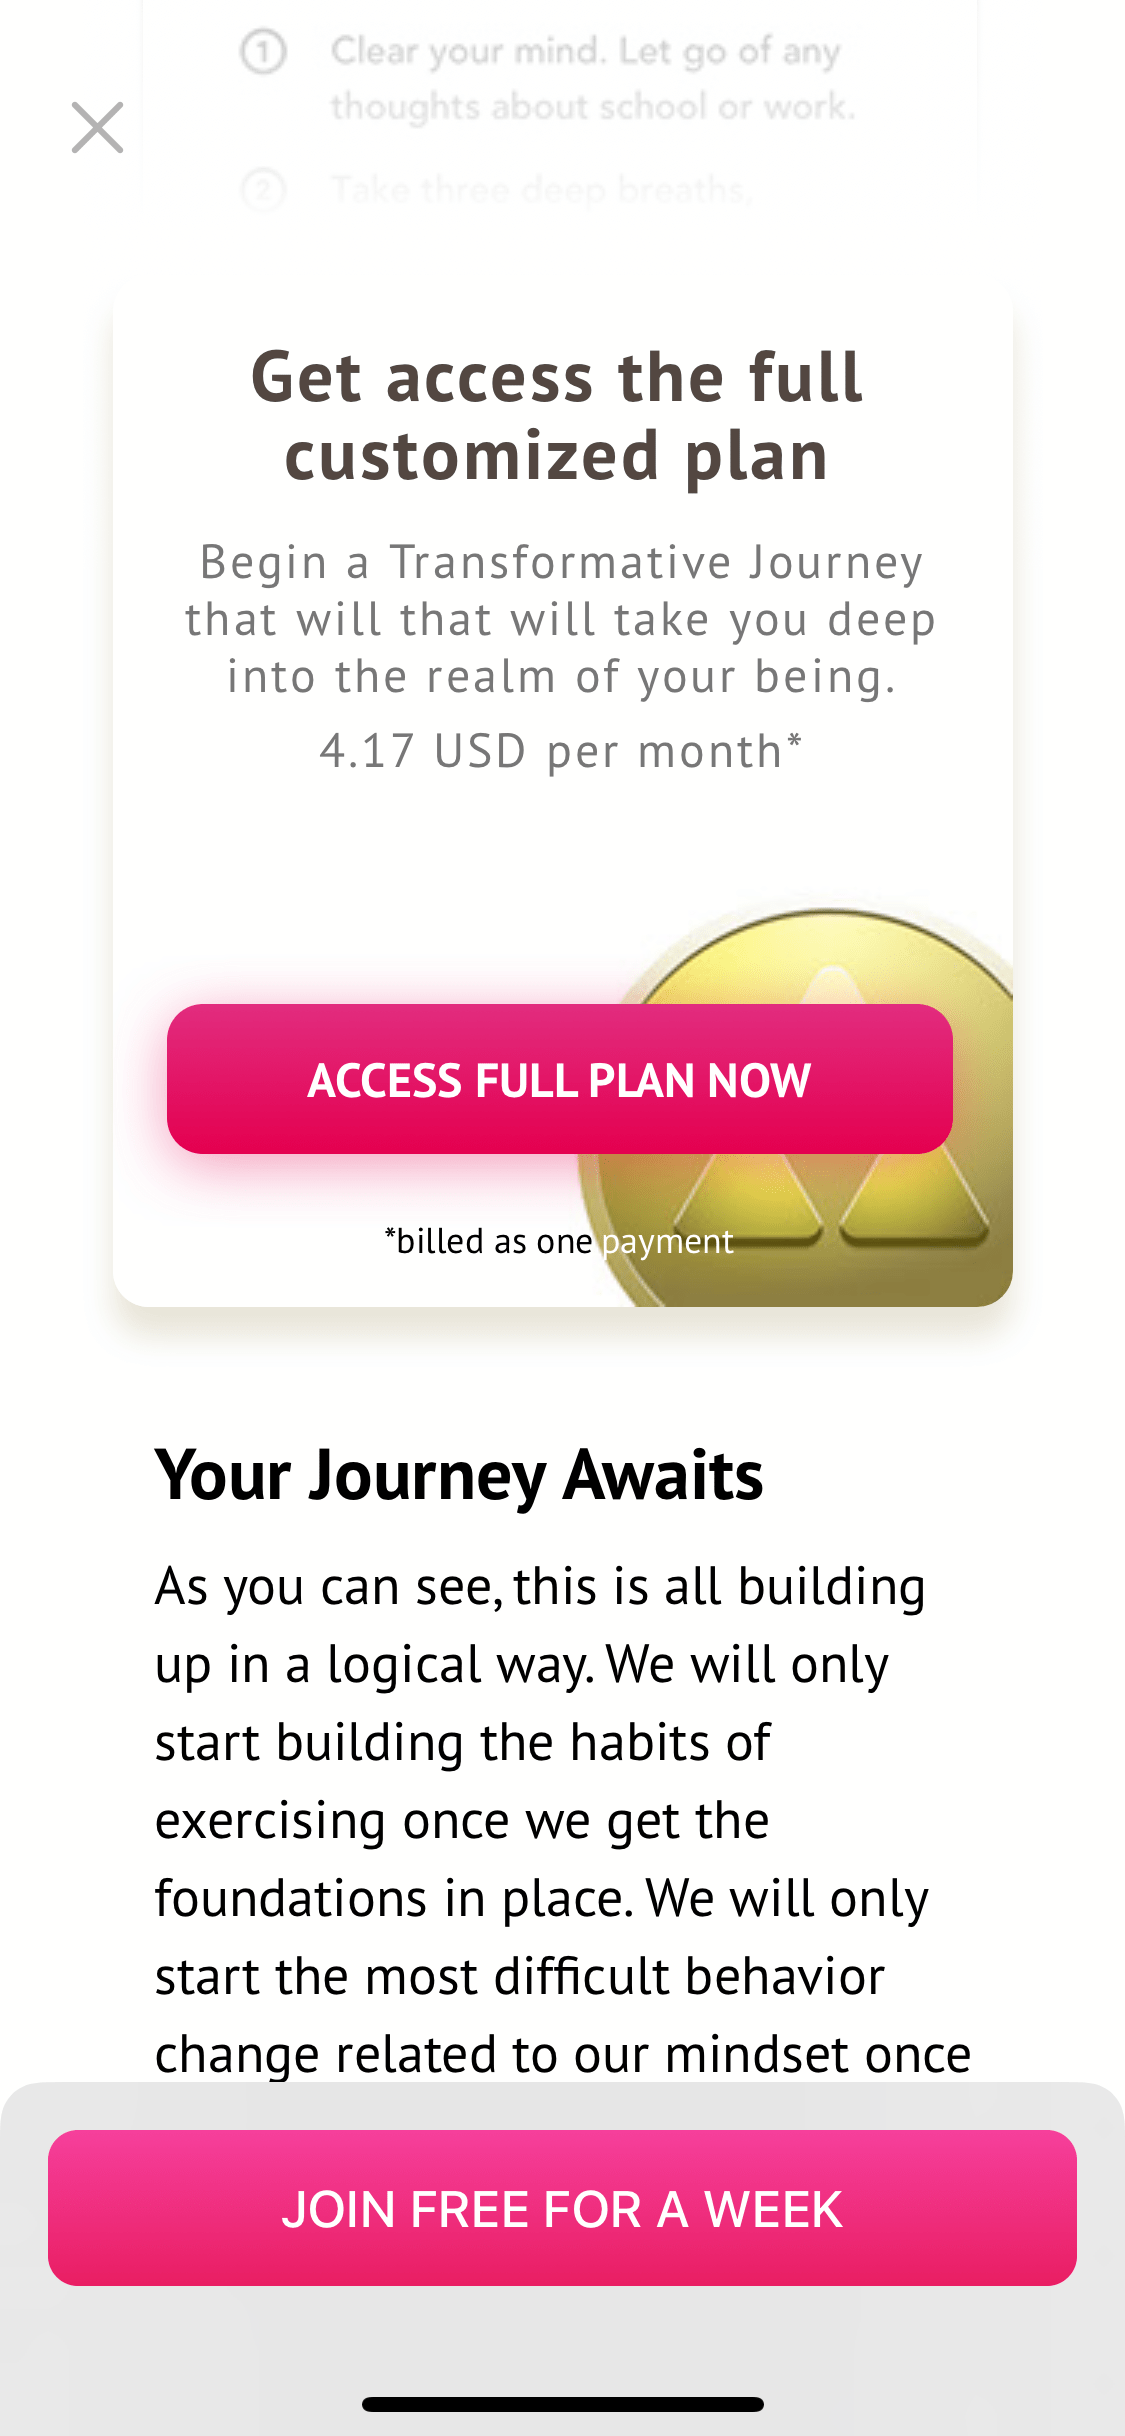 1 Clear your mind. Let go of any
thoughts about school or work.
2 Take three deep breaths,
Get access the full
customized plan
Begin a Transformative Journey
that will that will take you deep
into the realm of your being.
4.17 USD per month*
ACCESS FULL PLAN NOW
*billed as one payment
Your Journey Awaits
As you can see, this is all building
up in a logical way. We will only
start building the habits of
exercising once we get the
foundations in place. We will only
start the most difficult behavior
change related to our mindset once
JOIN FREE FOR A WEEK